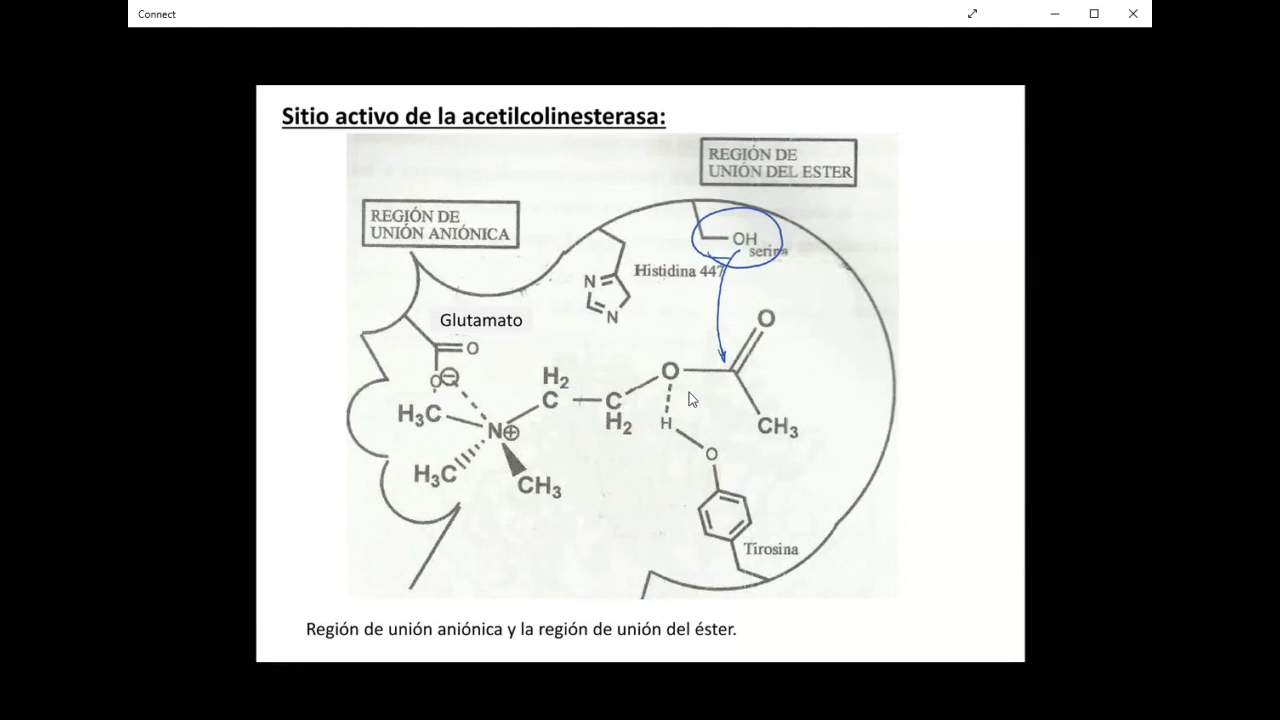 Connect
Sitio activo de la acetilcolinesterasa:
REGIÓN DE
UNIÓN DEL ESTER
REGIÓN DE
UNIÓN ANIÓNICA
OH
serina
Histidina 447
N
N
Glutamato
O
O⊖
O
H₂
C
C
H₂
O
H₃C
N⊕
H
CH₃
H₃C
CH₃
O
Tirosina
Región de unión aniónica y la región de unión del éster.